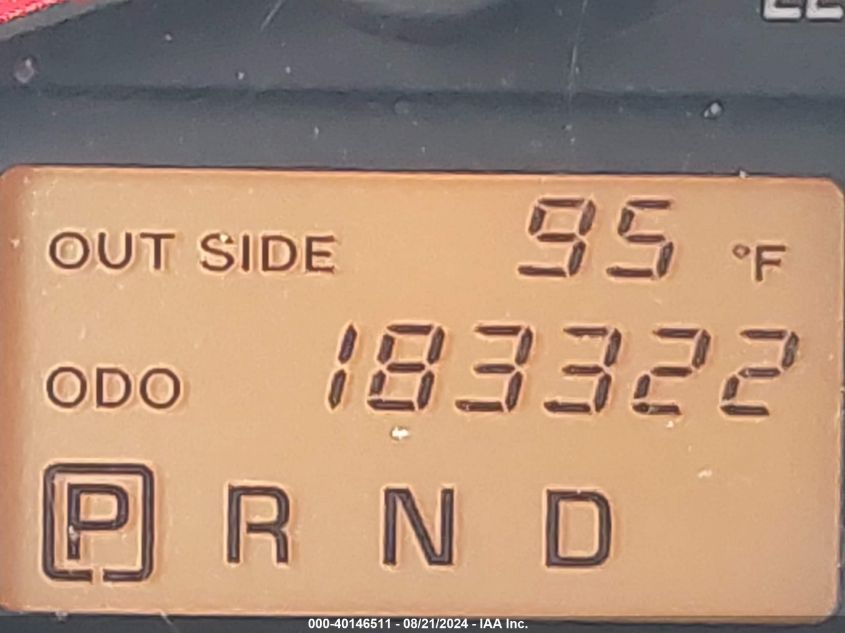 OUT SIDE 95 °F
ODO 183322
P R N D
000-40146511 - 08/21/2024 - IAA Inc.